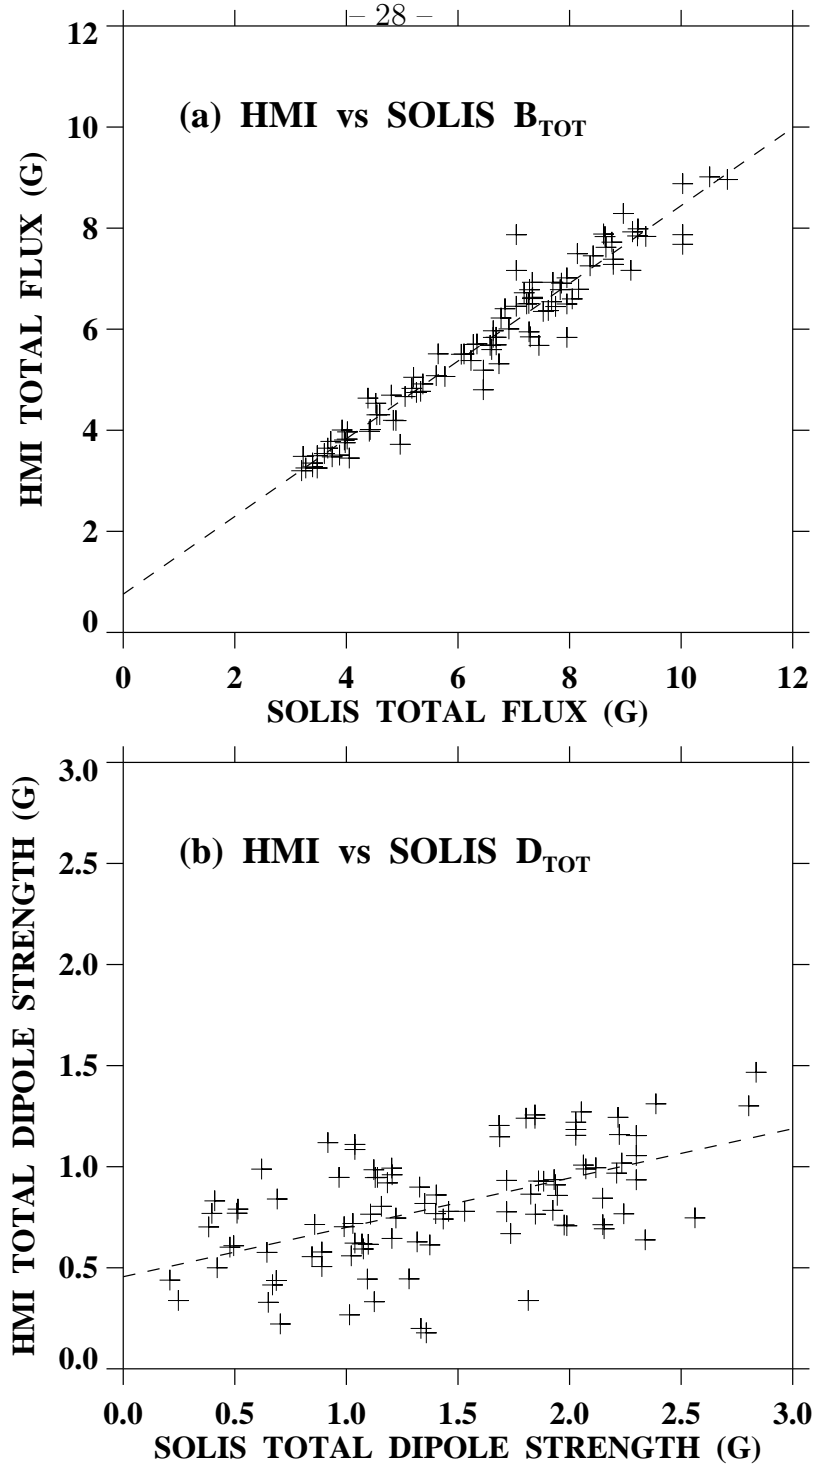 – 28 –
12
(a) HMI vs SOLIS B_TOT
10
8
6
4
2
0
HMI TOTAL FLUX (G)
0 2 4 6 8 10 12
SOLIS TOTAL FLUX (G)
3.0
(b) HMI vs SOLIS D_TOT
2.5
2.0
1.5
1.0
0.5
0.0
HMI TOTAL DIPOLE STRENGTH (G)
0.0 0.5 1.0 1.5 2.0 2.5 3.0
SOLIS TOTAL DIPOLE STRENGTH (G)